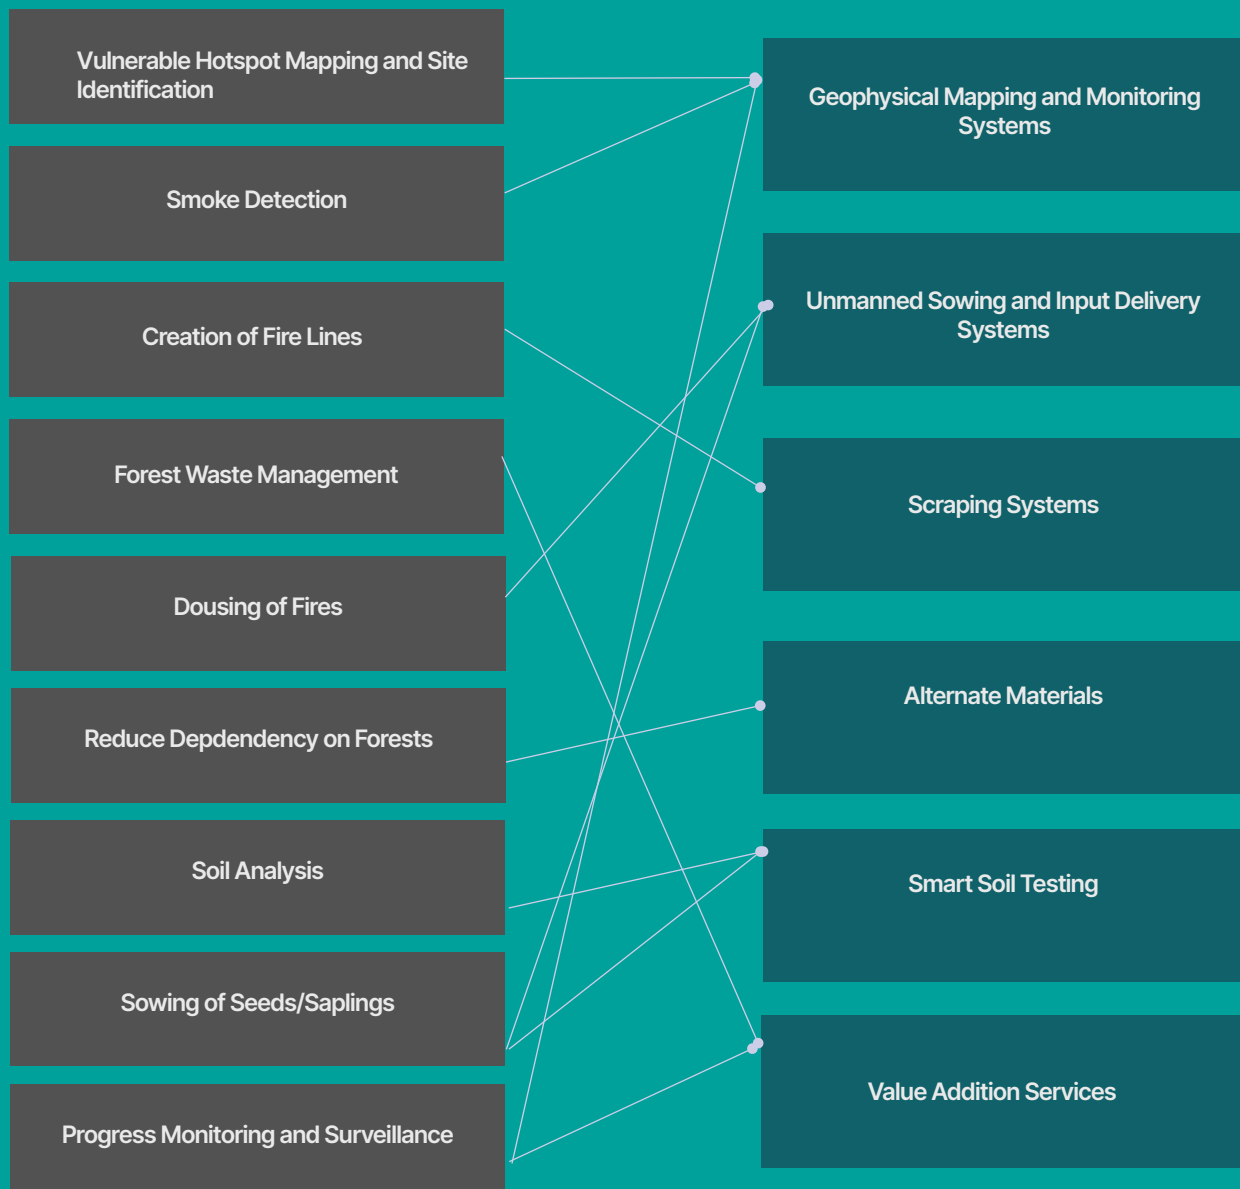 Vulnerable Hotspot Mapping and Site
Identification
Smoke Detection
Creation of Fire Lines
Forest Waste Management
Dousing of Fires
Reduce Depdendency on Forests
Soil Analysis
Sowing of Seeds/Saplings
Progress Monitoring and Surveillance
Geophysical Mapping and Monitoring
Systems
Unmanned Sowing and Input Delivery
Systems
Scraping Systems
Alternate Materials
Smart Soil Testing
Value Addition Services